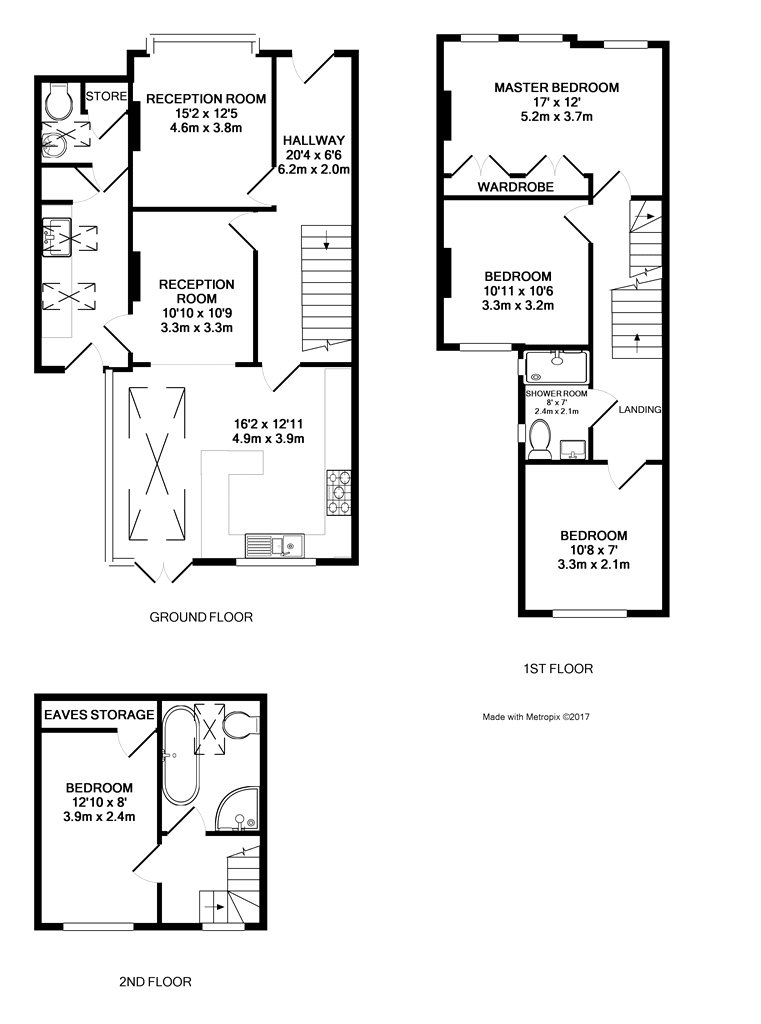 STORE
RECEPTION ROOM
15'2 x 12'5
4.6m x 3.8m
HALLWAY
20'4 x 6'6
6.2m x 2.0m
RECEPTION
ROOM
10'10 x 10'9
3.3m x 3.3m
16'2 x 12'11
4.9m x 3.9m
GROUND FLOOR
MASTER BEDROOM
17' x 12'
5.2m x 3.7m
WARDROBE
BEDROOM
10'11 x 10'6
3.3m x 3.2m
SHOWER ROOM
8' x 7'
2.4m x 2.1m
LANDING
BEDROOM
10'8 x 7'
3.3m x 2.1m
1ST FLOOR
EAVES STORAGE
BEDROOM
12'10 x 8'
3.9m x 2.4m
2ND FLOOR
Made with Metropix ©2017